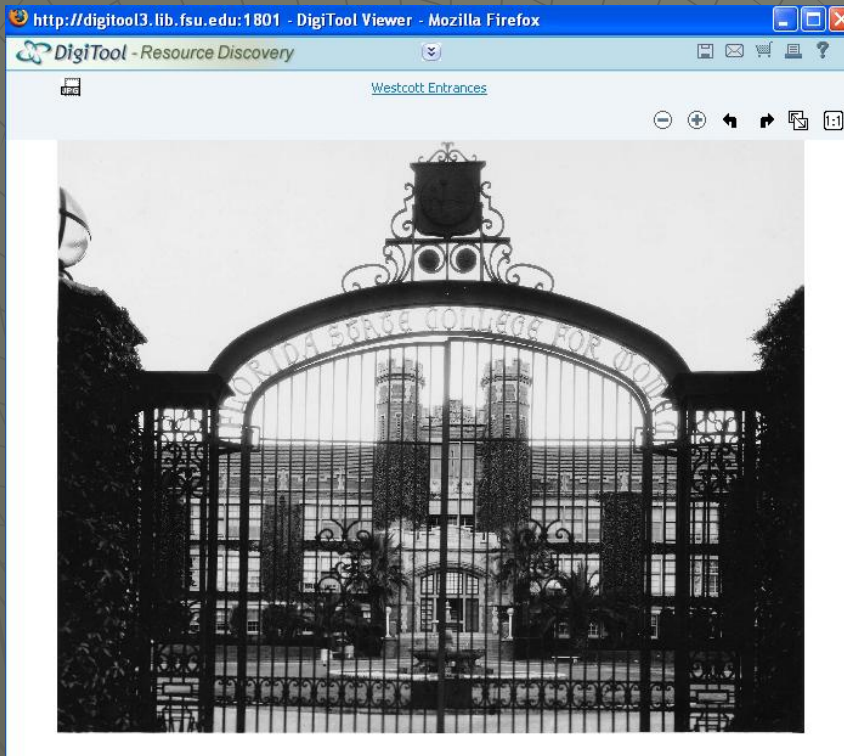 http://digitool3.lib.fsu.edu:1801 - DigiTool Viewer - Mozilla Firefox
DigiTool - Resource Discovery
JPG
Westcott Entrances
1:1
FLORIDA STATE COLLEGE FOR WOMEN